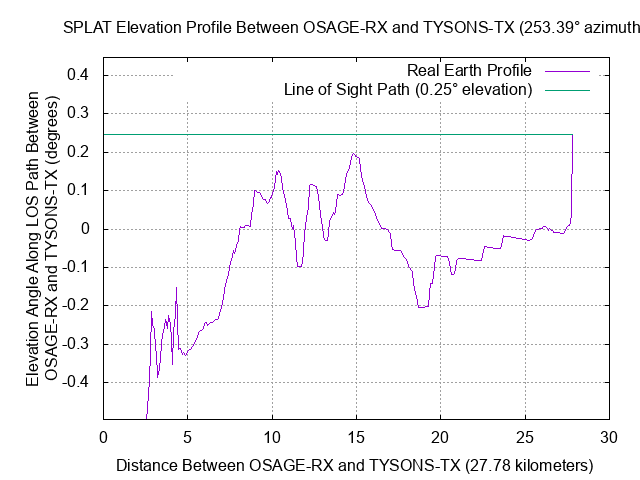 SPLAT Elevation Profile Between OSAGE-RX and TYSONS-TX (253.39° azimuth
Real Earth Profile
Line of Sight Path (0.25° elevation)
Elevation Angle Along LOS Path Between
OSAGE-RX and TYSONS-TX (degrees)
0.4
0.3
0.2
0.1
0
-0.1
-0.2
-0.3
-0.4
0 5 10 15 20 25 30
Distance Between OSAGE-RX and TYSONS-TX (27.78 kilometers)